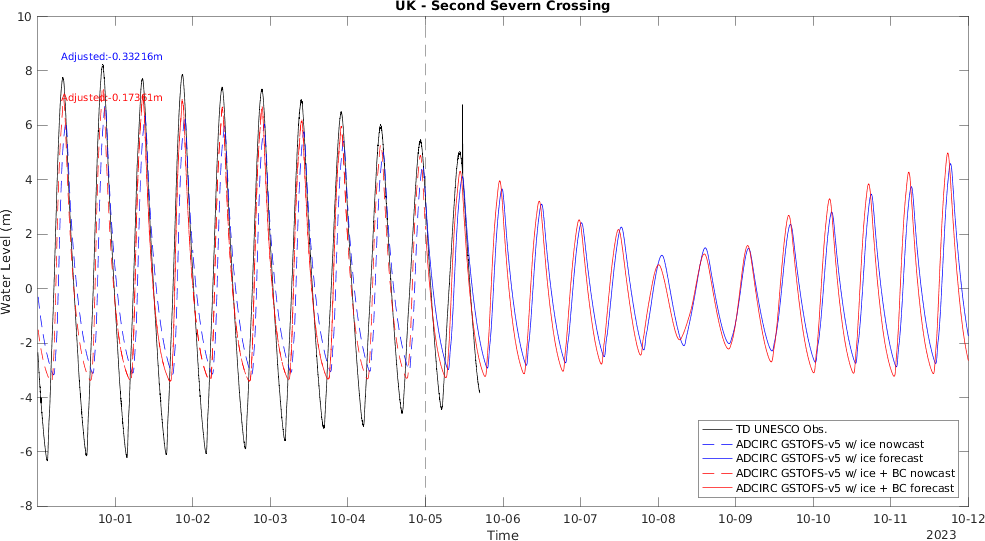 UK - Second Severn Crossing
10
8
6
4
2
0
-2
-4
-6
-8
Water Level (m)
Adjusted:-0.33216m
Adjusted:-0.17361m
TD UNESCO Obs.
ADCIRC GSTOFS-v5 w/ ice nowcast
ADCIRC GSTOFS-v5 w/ ice forecast
ADCIRC GSTOFS-v5 w/ ice + BC nowcast
ADCIRC GSTOFS-v5 w/ ice + BC forecast
10-01 10-02 10-03 10-04 10-05 10-06 10-07 10-08 10-09 10-10 10-11 10-12
Time
2023